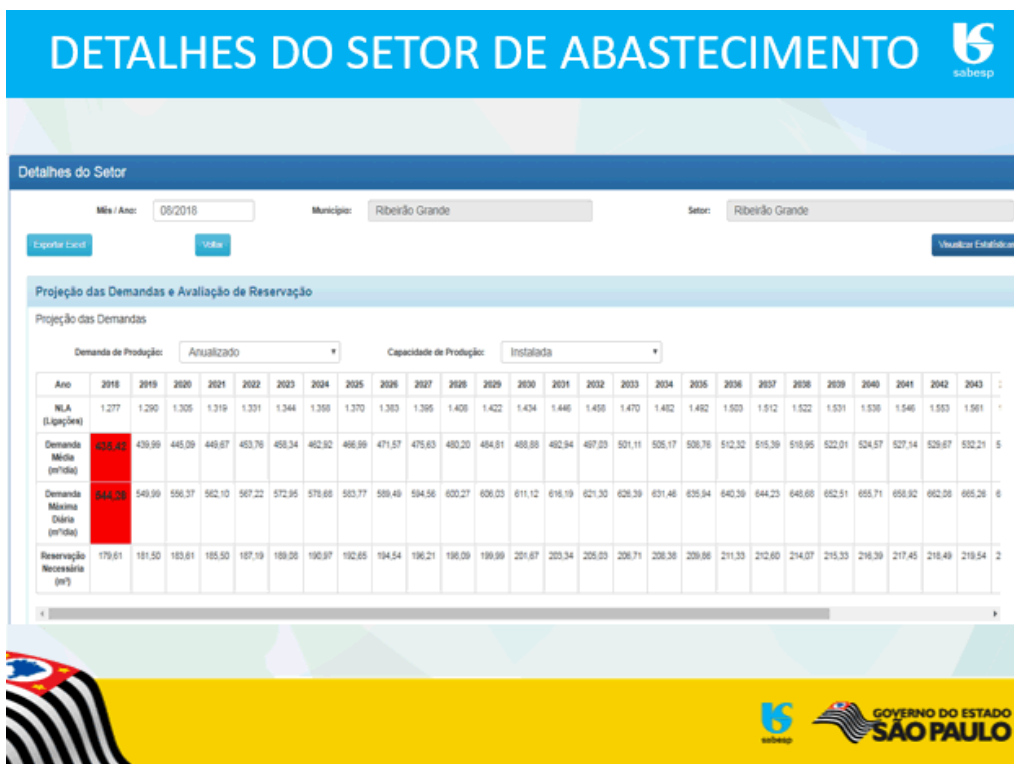 DETALHES DO SETOR DE ABASTECIMENTO
sabesp
Detalhes do Setor
Mês / Ano: 08/2018 Município: Ribeirão Grande Setor: Ribeirão Grande
Exportar Excel Voltar Visualizar Estatísticas
Projeção das Demandas e Avaliação de Reservação
Projeção das Demandas
Demanda de Produção: Anualizado Capacidade de Produção: Instalada
Ano 2018 2019 2020 2021 2022 2023 2024 2025 2026 2027 2028 2029 2030 2031 2032 2033 2034 2035 2036 2037 2038 2039 2040 2041 2042 2043
NLA (Ligações) 1.277 1.290 1.305 1.319 1.331 1.344 1.358 1.370 1.383 1.395 1.408 1.422 1.434 1.446 1.458 1.470 1.482 1.492 1.503 1.512 1.522 1.531 1.538 1.546 1.553 1.561
Demanda Média (m³/dia) 439,99 445,09 449,67 453,76 458,34 462,92 466,99 471,57 475,63 480,20 484,81 488,88 492,94 497,03 501,11 505,17 508,76 512,32 515,39 518,95 522,01 524,57 527,14 529,67 532,21
Demanda Máxima Diária (m³/dia) 544,28 549,99 556,37 562,10 567,22 572,95 578,68 583,77 589,49 594,56 600,27 606,03 611,12 616,19 621,30 626,39 631,46 635,94 640,39 644,23 648,68 652,51 655,71 658,92 662,08 665,26
Reservação Necessária (m³) 179,61 181,50 183,61 185,50 187,19 189,08 190,97 192,65 194,54 196,21 198,09 199,99 201,67 203,34 205,03 206,71 208,38 209,86 211,33 212,60 214,07 215,33 216,39 217,45 218,49 219,54
sabesp
GOVERNO DO ESTADO
SÃO PAULO